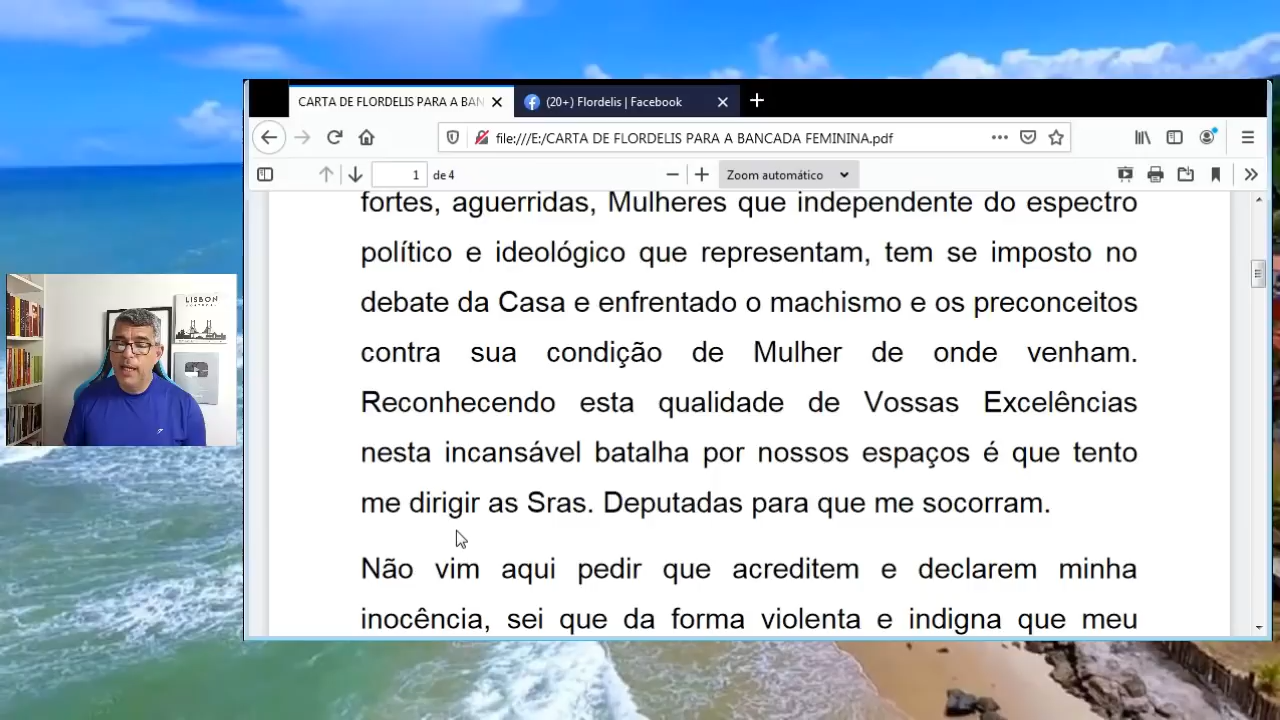 CARTA DE FLORDELIS PARA A BAN
(20+) Flordelis | Facebook
file:///E:/CARTA DE FLORDELIS PARA A BANCADA FEMININA.pdf
1 de 4
Zoom automático
fortes, aguerridas, Mulheres que independente do espectro
político e ideológico que representam, tem se imposto no
debate da Casa e enfrentado o machismo e os preconceitos
contra sua condição de Mulher de onde venham.
Reconhecendo esta qualidade de Vossas Excelências
nesta incansável batalha por nossos espaços é que tento
me dirigir as Sras. Deputadas para que me socorram.
Não vim aqui pedir que acreditem e declarem minha
inocência, sei que da forma violenta e indigna que meu
LISBON